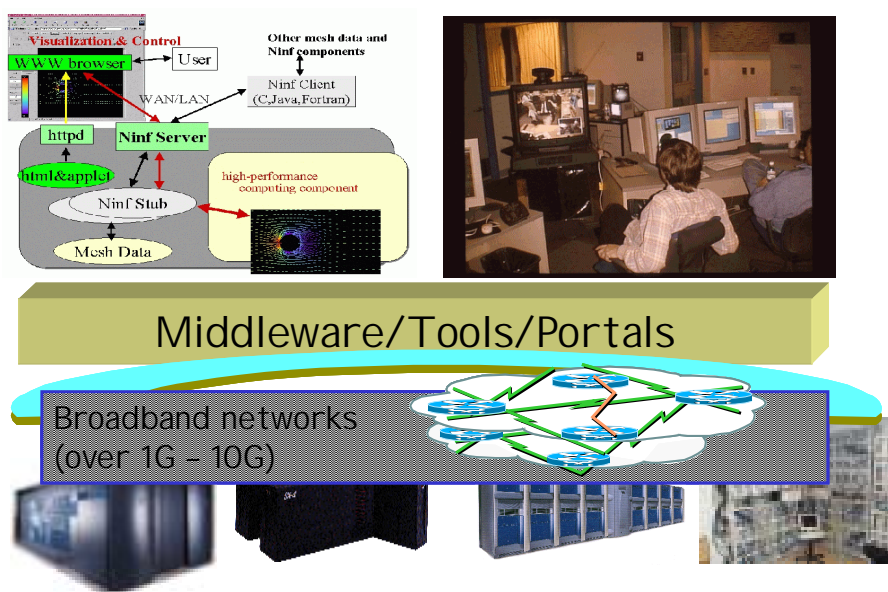 Visualization & Control
WWW browser
User
Other mesh data and
Ninf components
Ninf Client
(C,Java,Fortran)
WAN/LAN
httpd
Ninf Server
html&applet
high-performance
computing component
Ninf Stub
Mesh Data
Middleware/Tools/Portals
Broadband networks
(over 1G – 10G)
SX-4